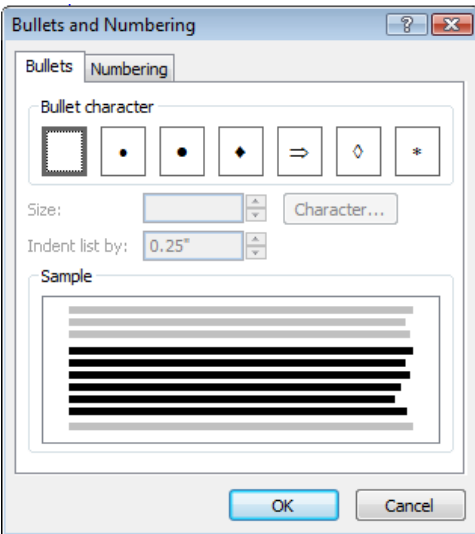 Bullets and Numbering
Bullets Numbering
Bullet character
• ● ♦ ⇒ ◊ *
Size: Character...
Indent list by: 0.25"
Sample
OK Cancel